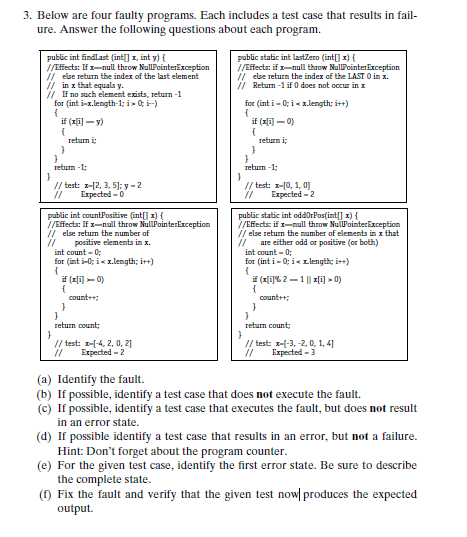 3. Below are four faulty programs. Each includes a test case that results in fail-
ure. Answer the following questions about each program.
public int findLast (int[] x, int y) {
//Effects: If x==null throw NullPointerException
// else return the index of the last element
// in x that equals y.
// If no such element exists, return -1
for (int i=x.length-1; i > 0; i--)
{
if (x[i] == y)
{
return i;
}
}
return -1;
}
// test: x=[2, 3, 5]; y = 2
// Expected = 0
public static int lastZero (int[] x) {
//Effects: if x==null throw NullPointerException
// else return the index of the LAST 0 in x.
// Return -1 if 0 does not occur in x
for (int i = 0; i < x.length; i++)
{
if (x[i] == 0)
{
return i;
}
}
return -1;
}
// test: x=[0, 1, 0]
// Expected = 2
public int countPositive (int[] x) {
//Effects: If x==null throw NullPointerException
// else return the number of
// positive elements in x.
int count = 0;
for (int i=0; i < x.length; i++)
{
if (x[i] >= 0)
{
count++;
}
}
return count;
}
// test: x=[-4, 2, 0, 2]
// Expected = 2
public static int oddOrPos(int[] x) {
//Effects: if x==null throw NullPointerException
// else return the number of elements in x that
// are either odd or positive (or both)
int count = 0;
for (int i = 0; i < x.length; i++)
{
if (x[i]% 2 == 1 || x[i] > 0)
{
count++;
}
}
return count;
}
// test: x=[-3, -2, 0, 1, 4]
// Expected = 3
(a) Identify the fault.
(b) If possible, identify a test case that does not execute the fault.
(c) If possible, identify a test case that executes the fault, but does not result
in an error state.
(d) If possible identify a test case that results in an error, but not a failure.
Hint: Don't forget about the program counter.
(e) For the given test case, identify the first error state. Be sure to describe
the complete state.
(f) Fix the fault and verify that the given test now produces the expected
output.